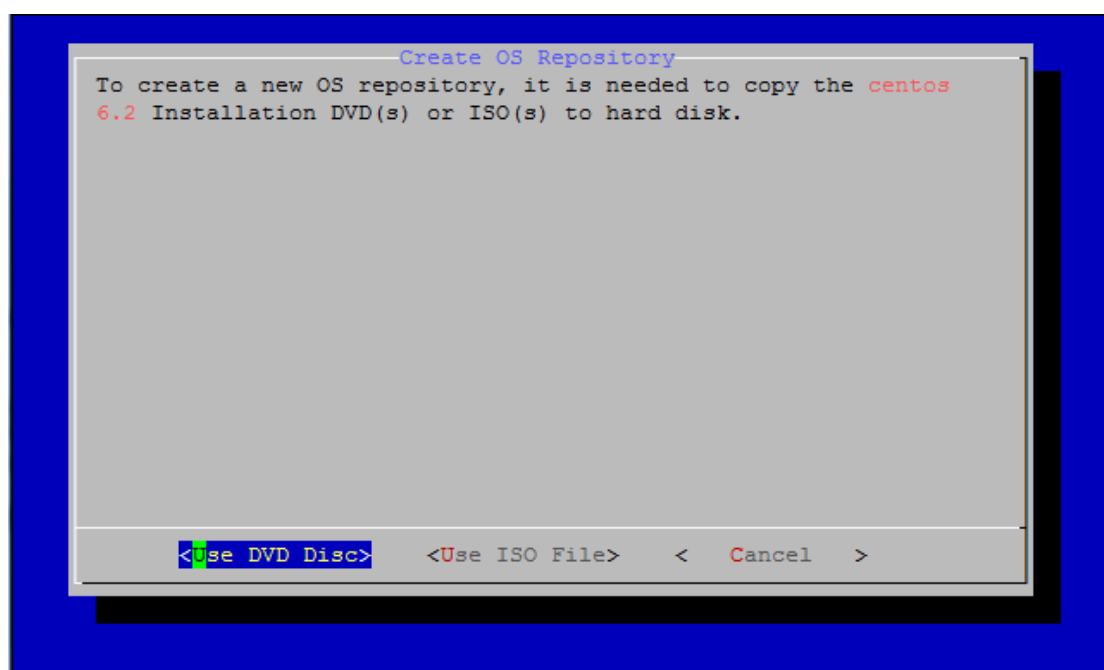 Create OS Repository
To create a new OS repository, it is needed to copy the centos
6.2 Installation DVD(s) or ISO(s) to hard disk.
<Use DVD Disc> <Use ISO File> < Cancel >